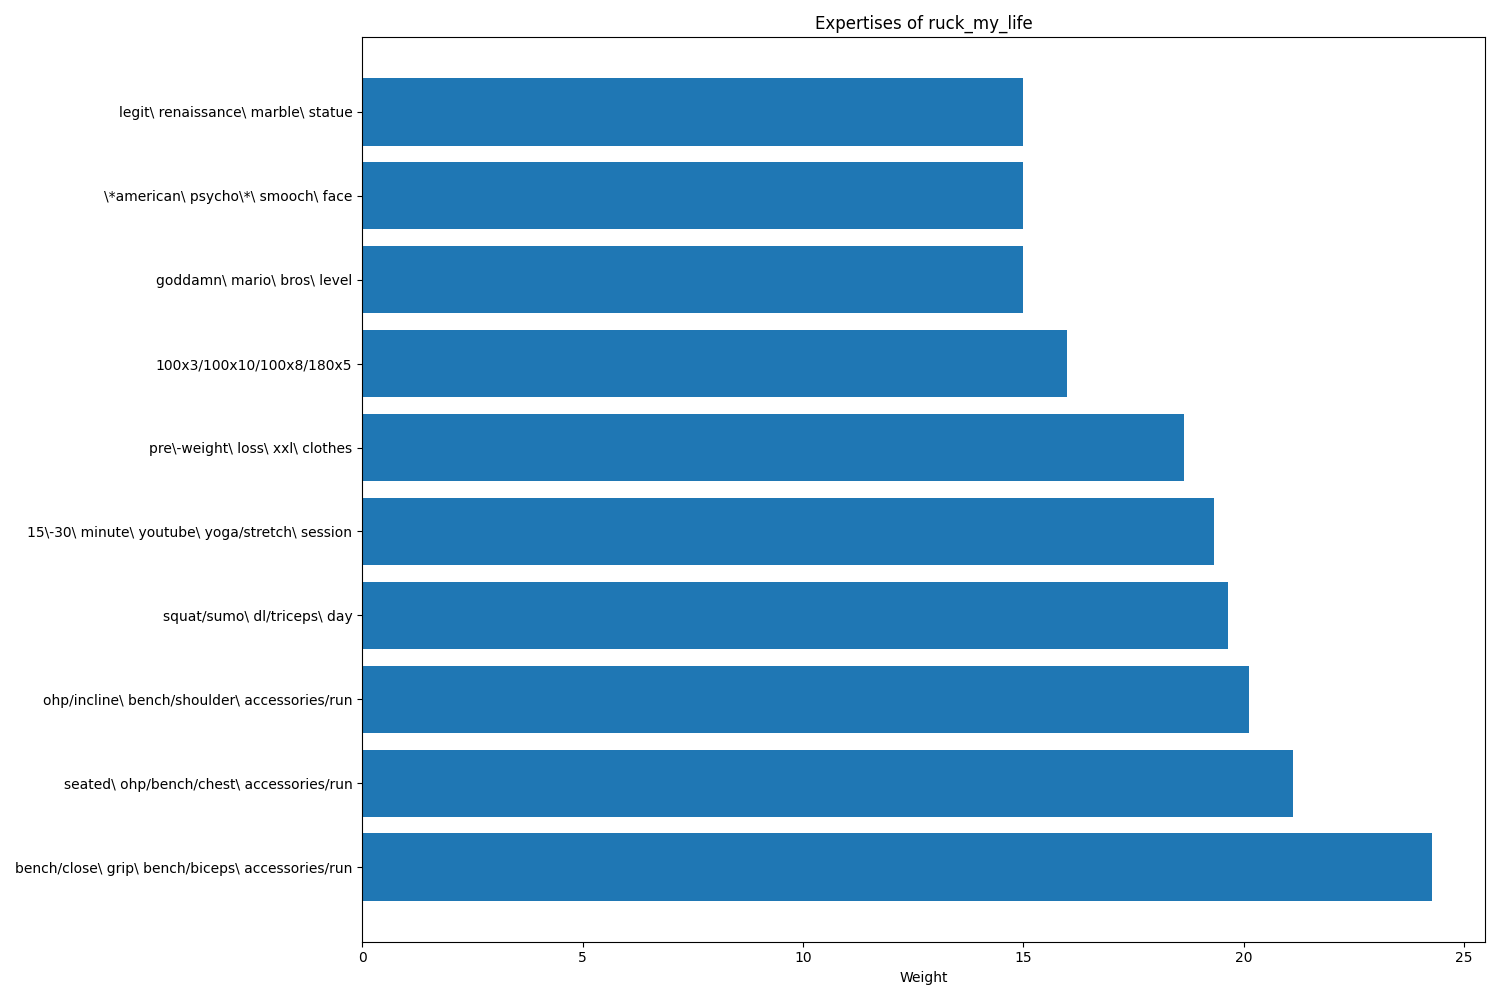 Expertises of ruck_my_life
legit\ renaissance\ marble\ statue
\*american\ psycho\*\ smooch\ face
goddamn\ mario\ bros\ level
100x3/100x10/100x8/180x5
pre\-weight\ loss\ xxl\ clothes
15\-30\ minute\ youtube\ yoga/stretch\ session
squat/sumo\ dl/triceps\ day
ohp/incline\ bench/shoulder\ accessories/run
seated\ ohp/bench/chest\ accessories/run
bench/close\ grip\ bench/biceps\ accessories/run
0 5 10 15 20 25
Weight